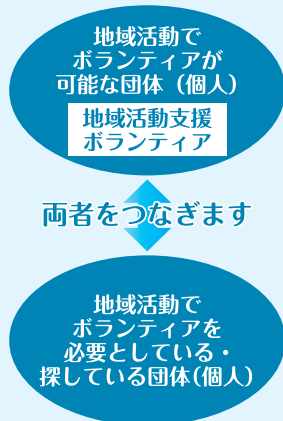 地域活動で
ボランティアが
可能な団体（個人）
地域活動支援
ボランティア
両者をつなぎます
地域活動で
ボランティアを
必要としている・
探している団体(個人)